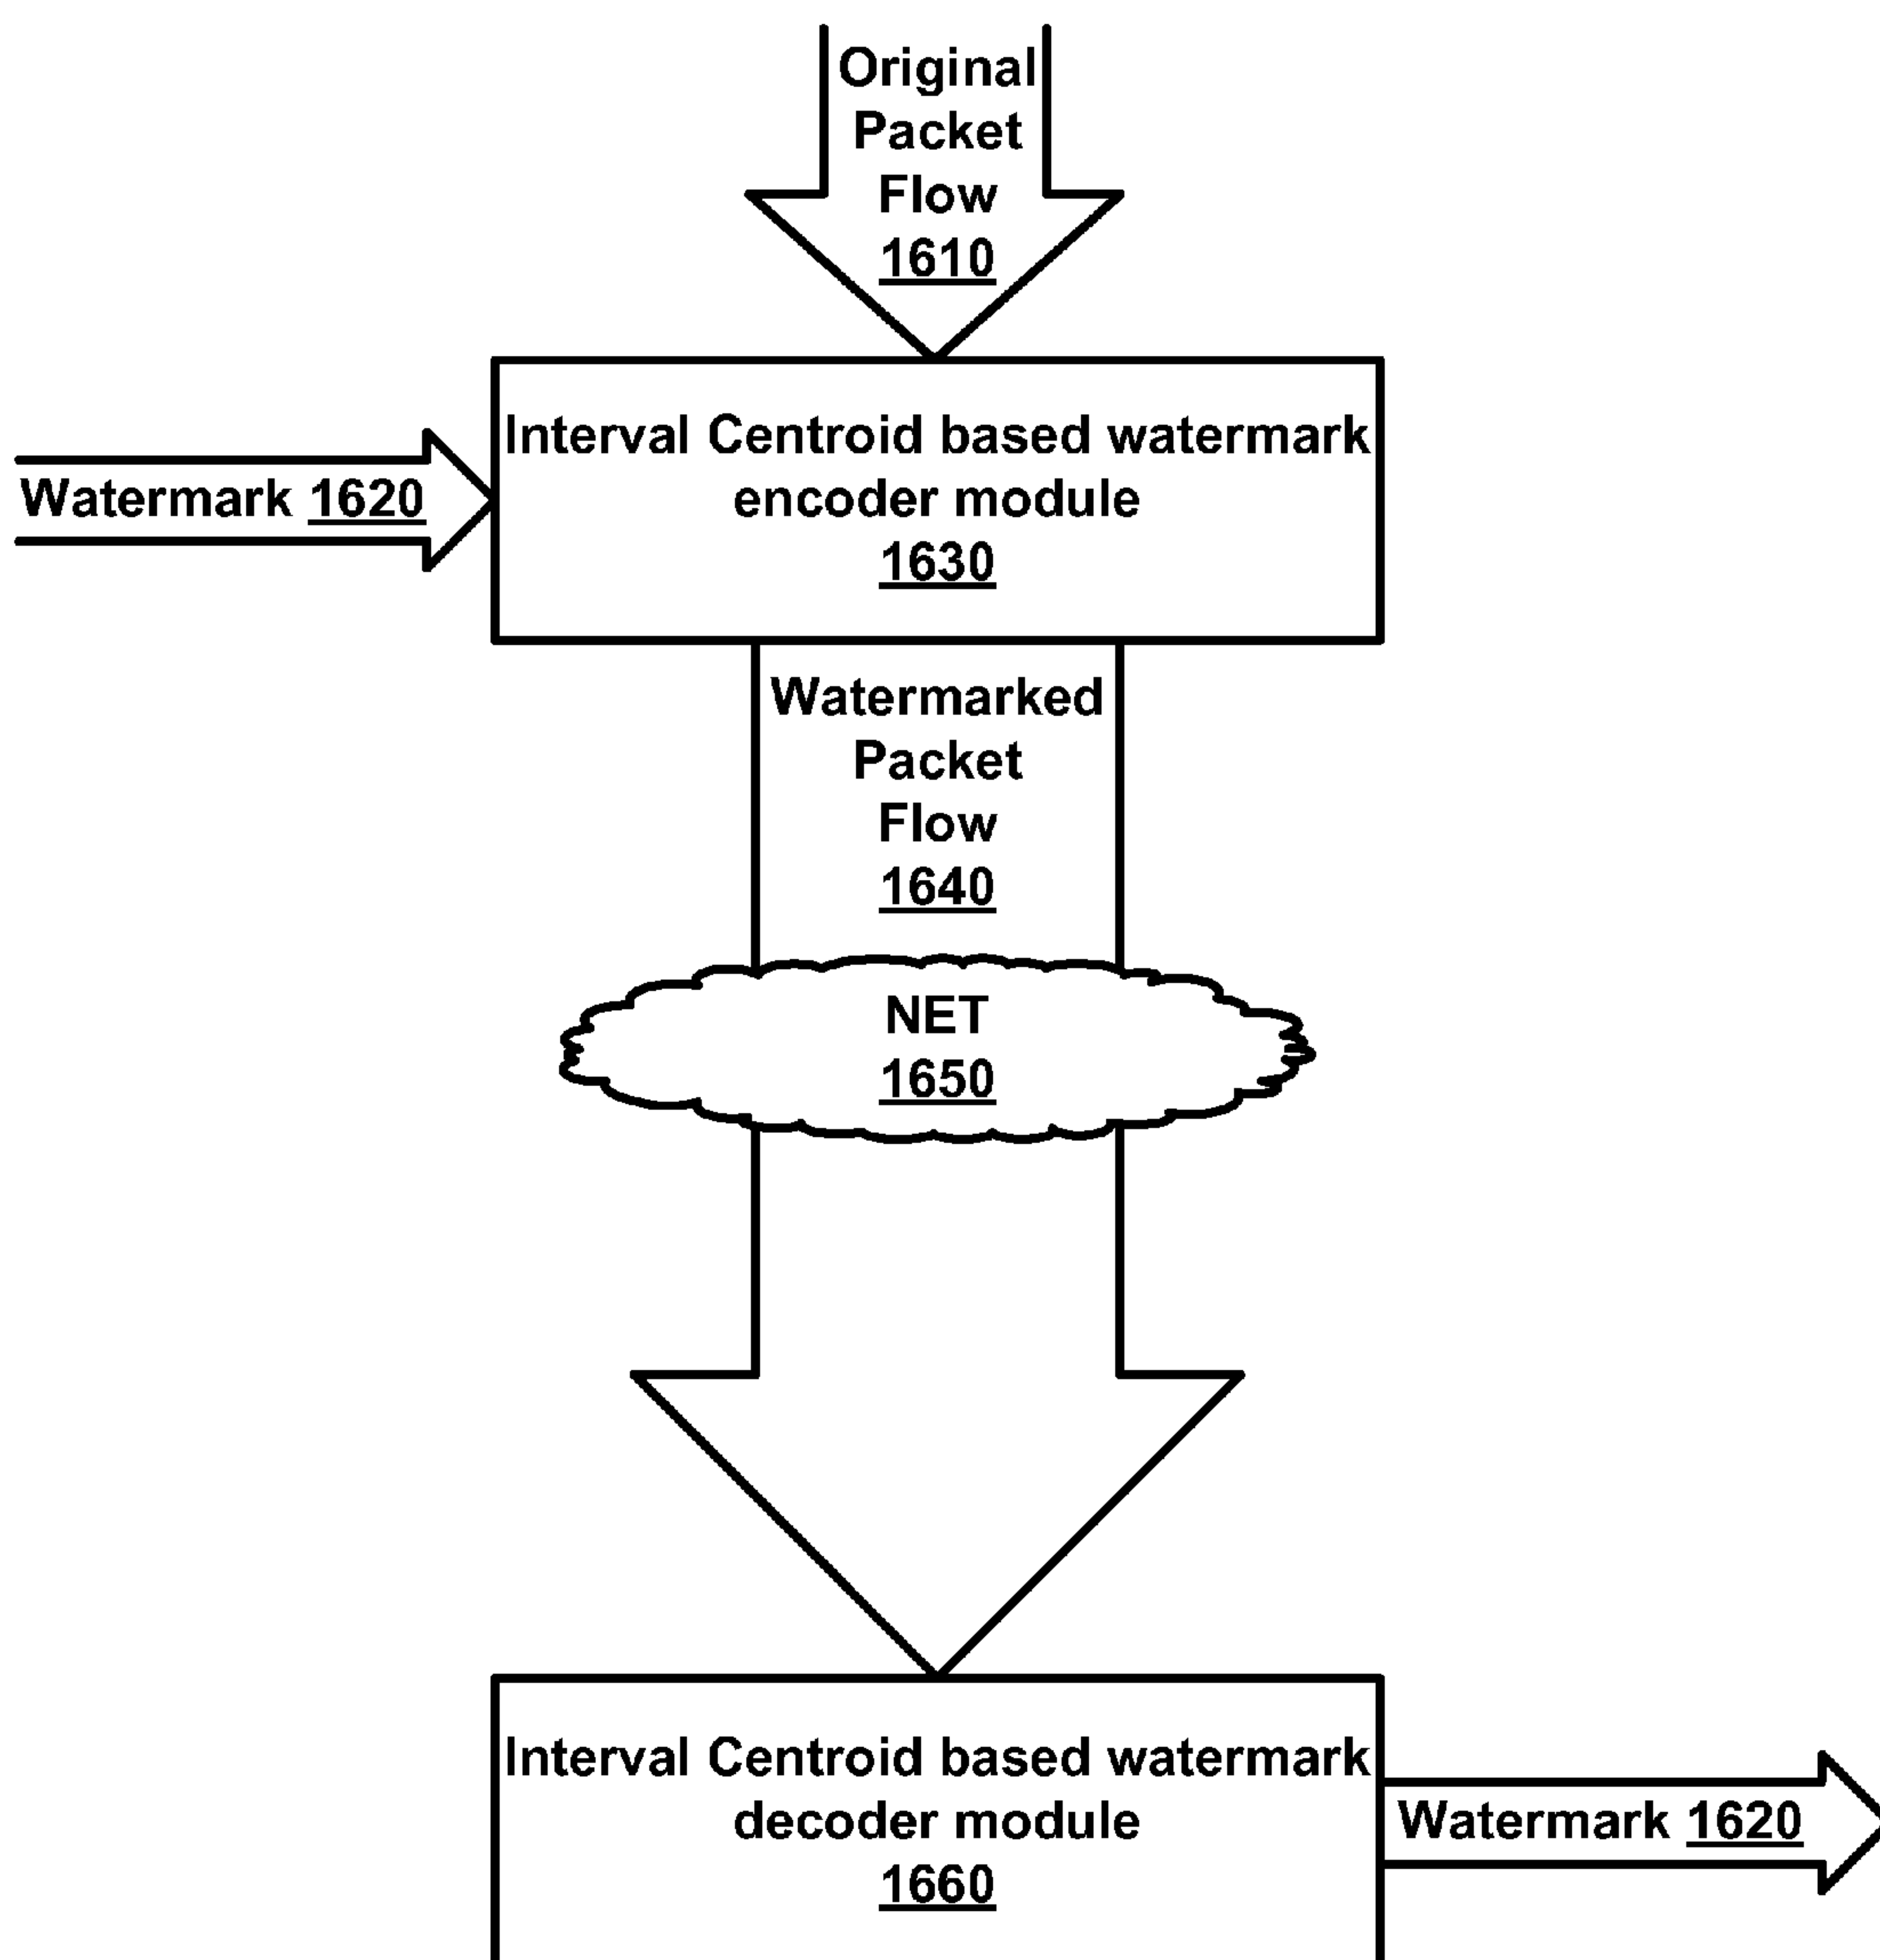 Original
Packet
Flow
1610
Interval Centroid based watermark
encoder module
1630
Watermark 1620
Watermarked
Packet
Flow
1640
NET
1650
Interval Centroid based watermark
decoder module
1660
Watermark 1620